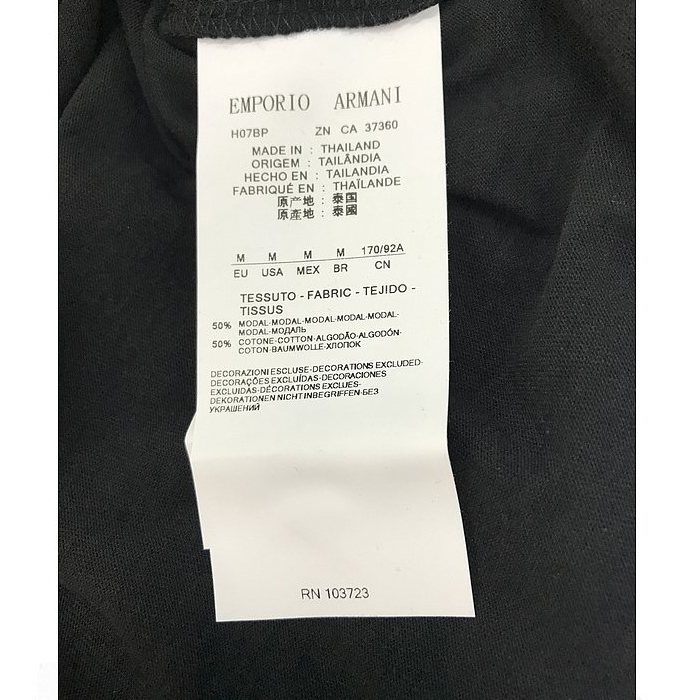 EMPORIO ARMANI
H07BP ZN CA 37360
MADE IN : THAILAND
ORIGEM : TAILÂNDIA
HECHO EN : TAILANDIA
FABRIQUÉ EN : THAÏLANDE
原产地 : 泰国
原產地 : 泰國
M M M M 170/92A
EU USA MEX BR CN
TESSUTO - FABRIC - TEJIDO -
TISSUS
50% MODAL-MODAL-MODAL-MODAL-MODAL-
MODAL-МОДАЛЬ
50% COTONE-COTTON-ALGODÃO-ALGODÓN-
COTON-BAUMWOLLE-ХЛОПОК
DECORAZIONI ESCLUSE-DECORATIONS EXCLUDED-
DECORAÇÕES EXCLUÍDAS-DECORACIONES
EXCLUIDAS-DÉCORATIONS EXCLUES-
DEKORATIONEN NICHT INBEGRIFFEN-БЕЗ
УКРАШЕНИЙ
RN 103723